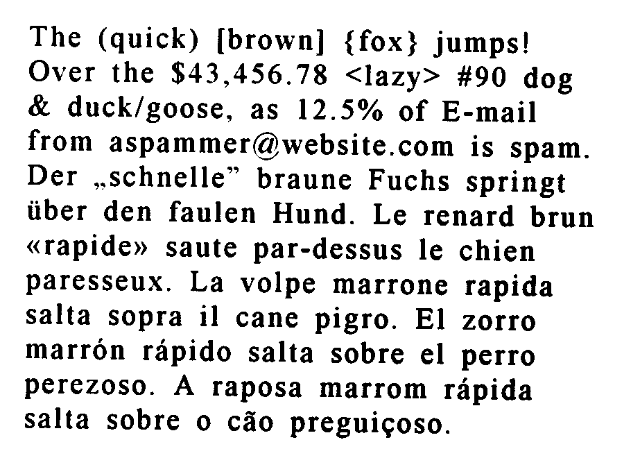 The (quick) [brown] {fox} jumps!
Over the $43,456.78 <lazy> #90 dog
& duck/goose, as 12.5% of E-mail
from aspammer@website.com is spam.
Der „schnelle” braune Fuchs springt
über den faulen Hund. Le renard brun
«rapide» saute par-dessus le chien
paresseux. La volpe marrone rapida
salta sopra il cane pigro. El zorro
marrón rápido salta sobre el perro
perezoso. A raposa marrom rápida
salta sobre o cão preguiçoso.